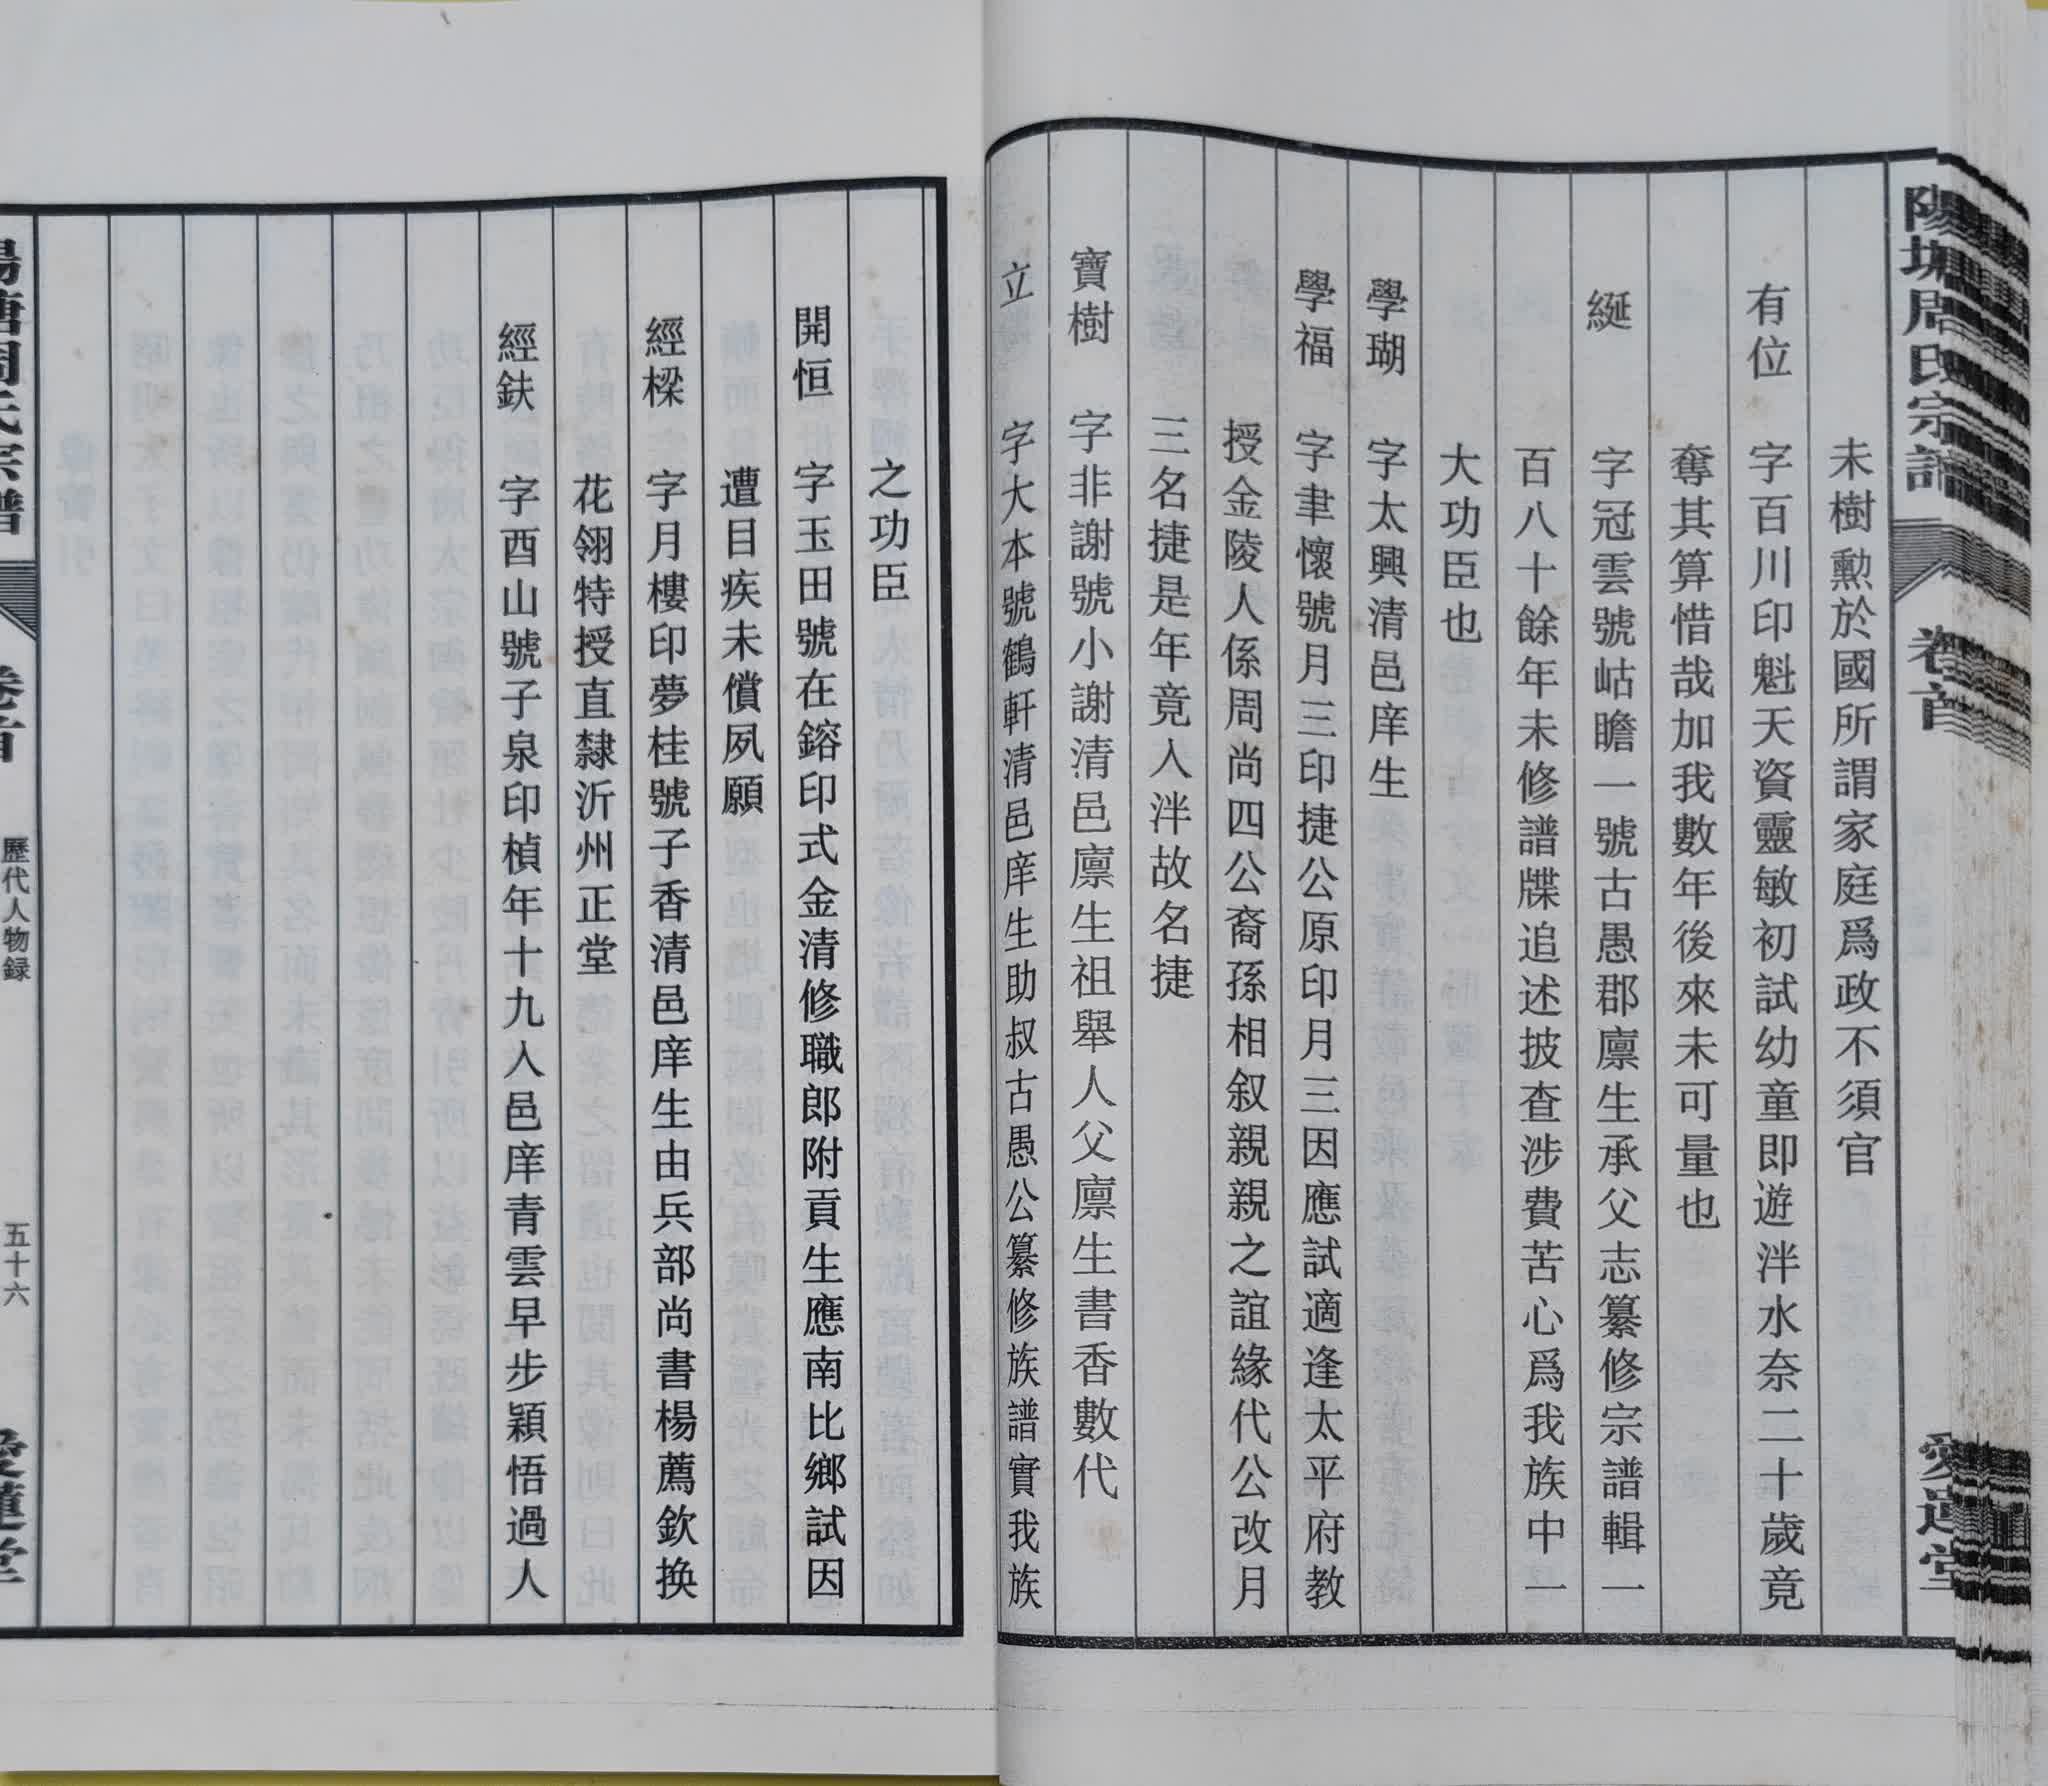 陽塘周氏宗譜 卷首 愛蓮堂
未樹勲於國所謂家庭爲政不須官
有位 字百川印魁天資靈敏初試幼童即遊泮水奈二十歲竟
奪其算惜哉加我數年後來未可量也
綖 字冠雲號岵瞻一號古愚郡廪生承父志纂修宗譜輯一
百八十餘年未修譜牒追述披查涉費苦心爲我族中一
大功臣也
學瑚 字太興清邑庠生
學福 字聿懷號月三印捷公原印月三因應試適逢太平府教
授金陵人係周尚四公裔孫相叙親親之誼緣代公改月
三名捷是年竟入泮故名捷
寶樹 字非謝號小謝清邑廪生祖舉人父廪生書香數代
立 字大本號鶴軒清邑庠生助叔古愚公纂修族譜實我族
之功臣
開恒 字玉田號在鎔印式金清修職郎附貢生應南比鄉試因
遭目疾未償夙願
經樑 字月樓印夢桂號子香清邑庠生由兵部尚書楊薦欽换
花翎特授直隸沂州正堂
經鈇 字酉山號子泉印楨年十九入邑庠青雲早步穎悟過人
陽塘周氏宗譜 卷首 歷代人物録 五十六 愛蓮堂